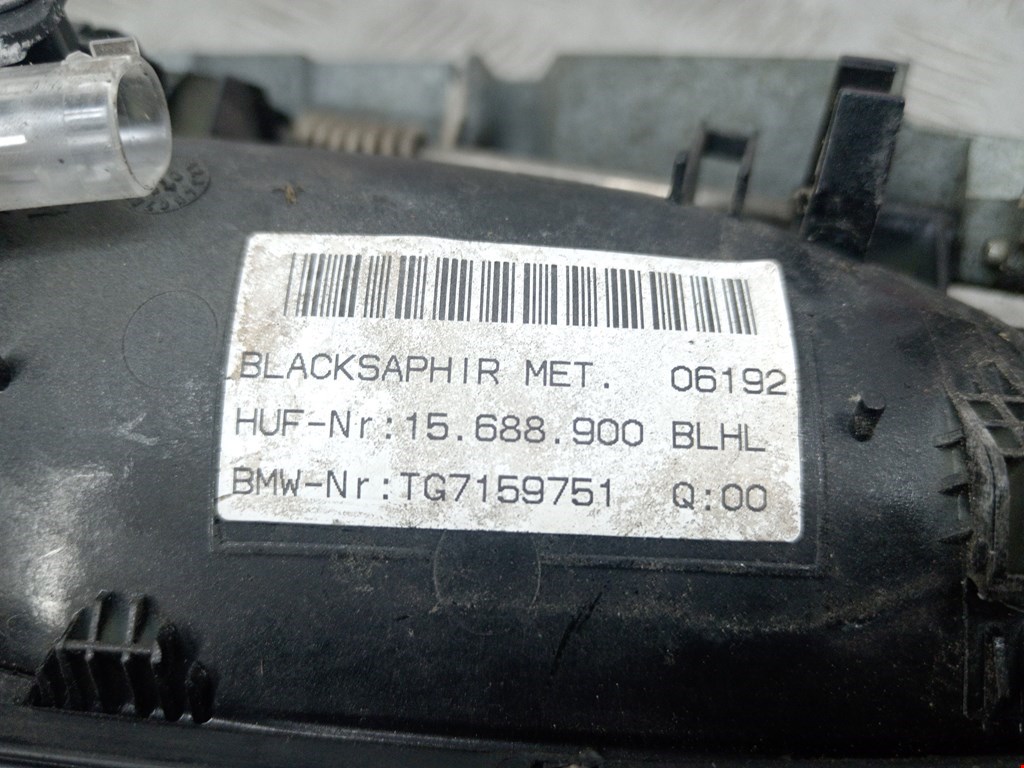 BLACKSAPHIR MET. 06192
HUF-Nr:15.688.900 BLHL
BMW-Nr:TG7159751 Q:00